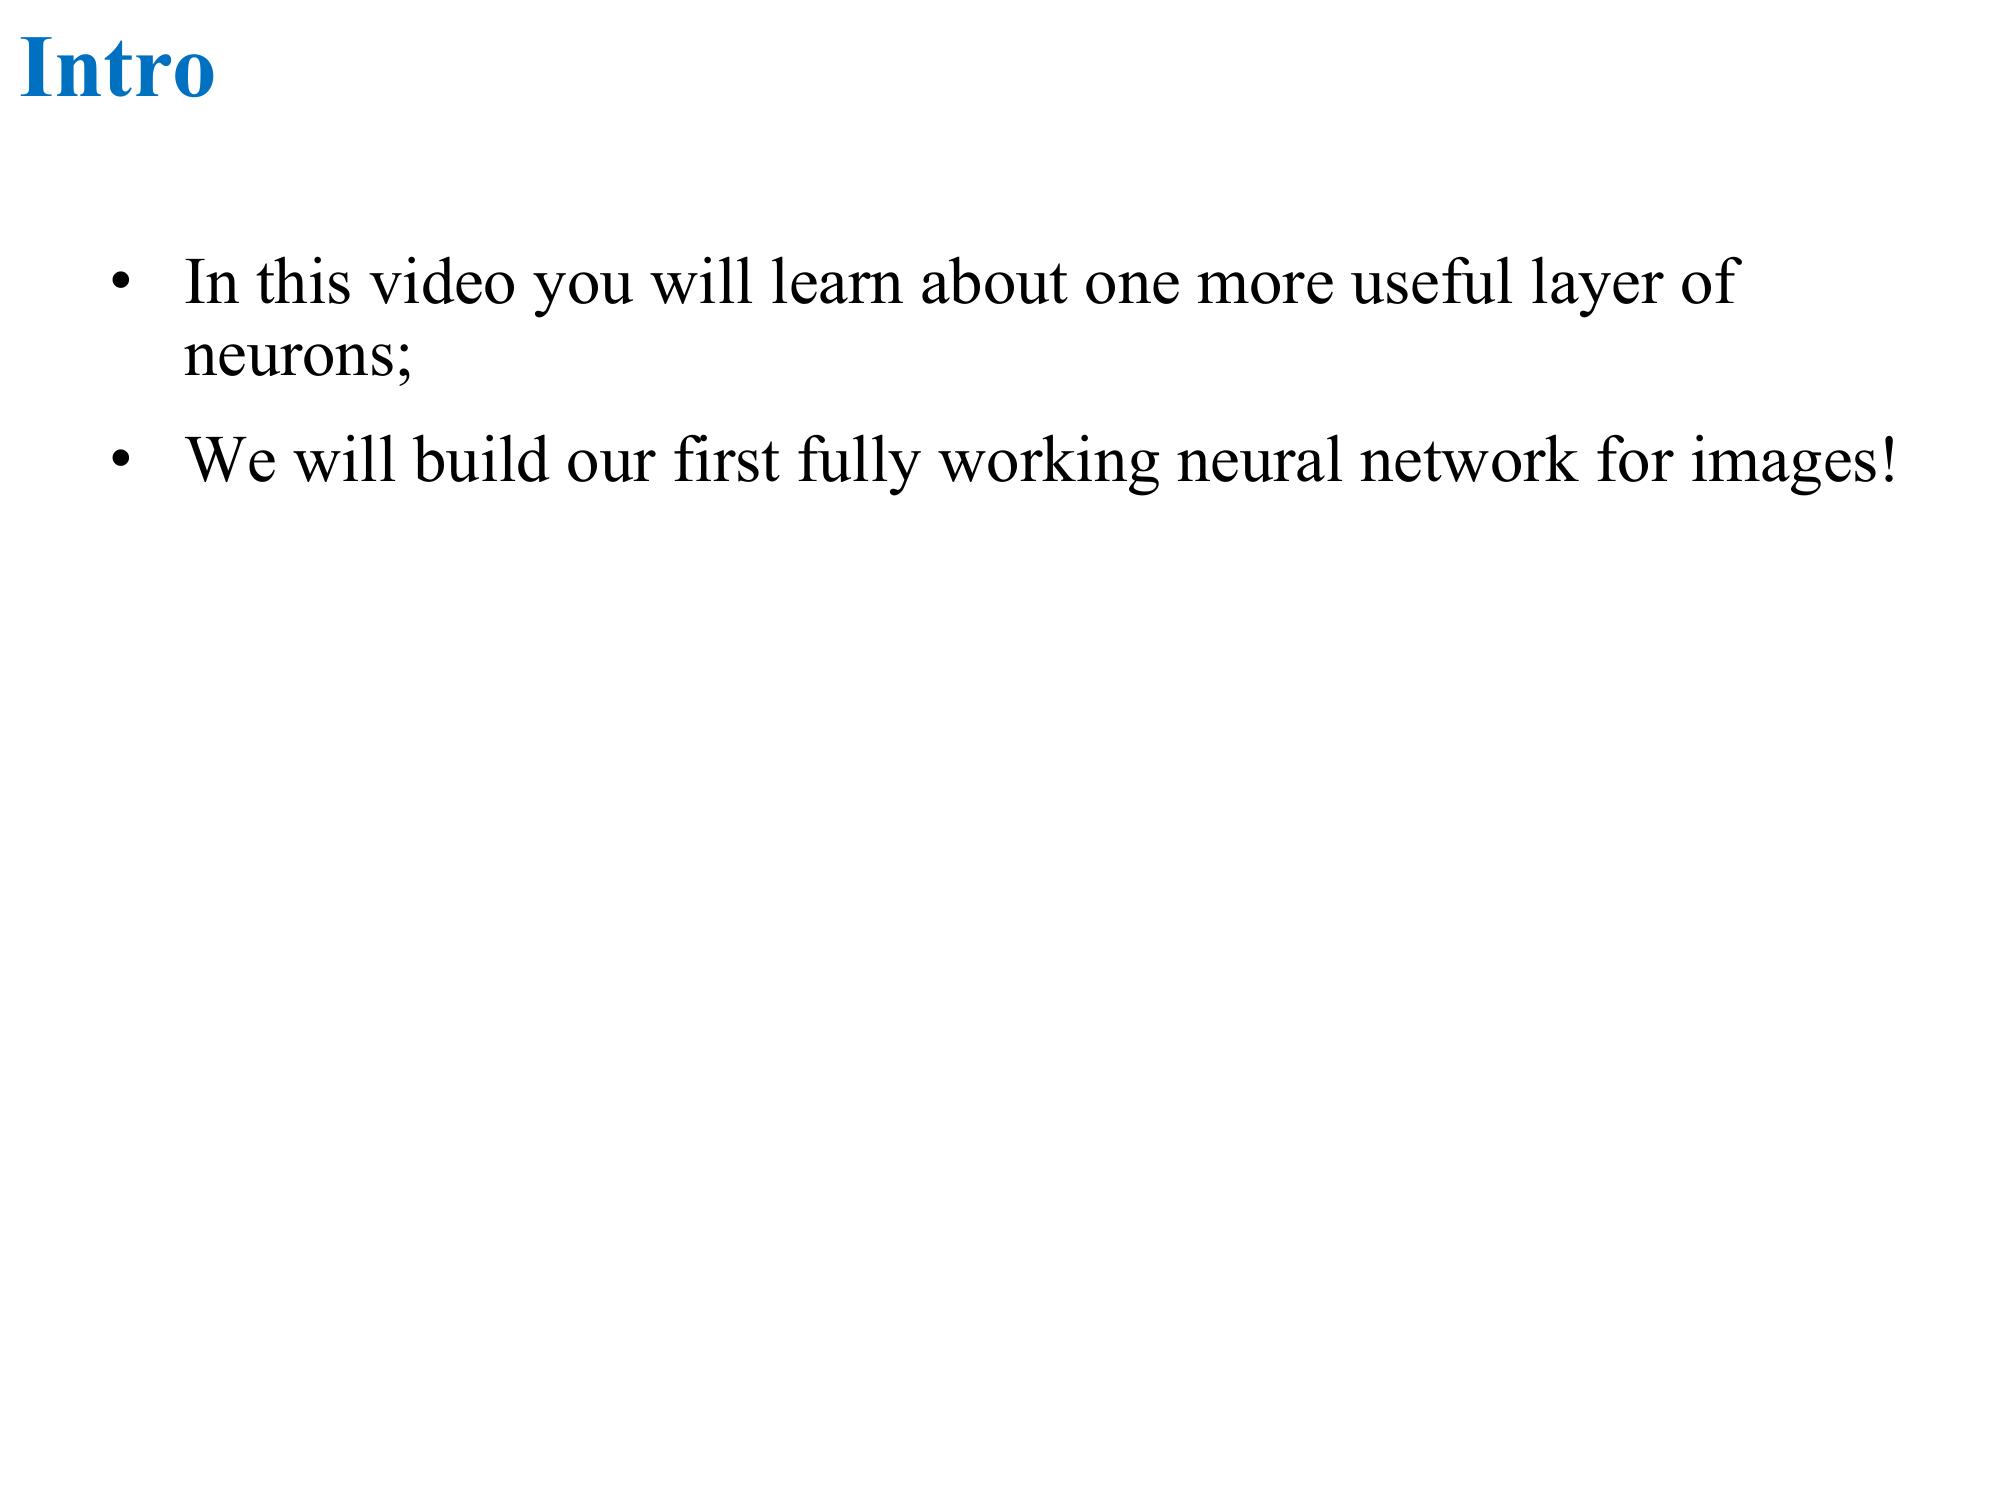 Intro
• In this video you will learn about one more useful layer of
neurons;
• We will build our first fully working neural network for images!